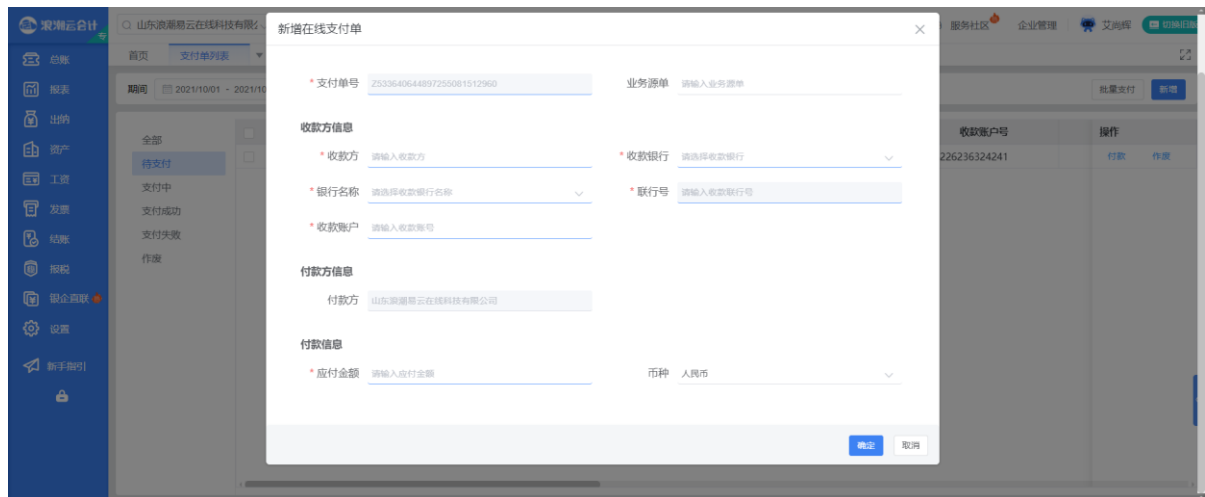 浪潮云会计
专
山东浪潮易云在线科技有限公
服务社区
企业管理
艾尚辉
切换旧版
总账
报表
出纳
资产
工资
发票
结账
报税
银企直联
设置
新手指引
首页
支付单列表
期间
2021/10/01 - 2021/10
批量支付
新增
全部
待支付
支付中
支付成功
支付失败
作废
收款账户号
操作
226236324241
付款
作废
新增在线支付单
* 支付单号
Z533640644897255081512960
业务源单
请输入业务源单
收款方信息
* 收款方
请输入收款方
* 收款银行
请选择收款银行
* 银行名称
请选择收款银行名称
* 联行号
请输入收款联行号
* 收款账户
请输入收款账号
付款方信息
付款方
山东浪潮易云在线科技有限公司
付款信息
* 应付金额
请输入应付金额
币种
人民币
确定
取消